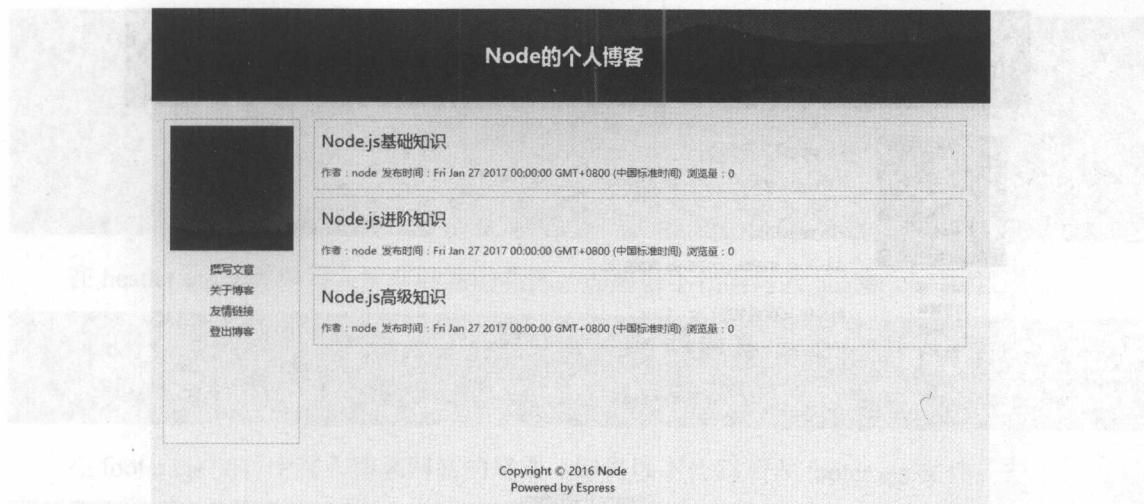 Node的个人博客
撰写文章
关于博客
友情链接
登出博客
Node.js基础知识
作者：node 发布时间：Fri Jan 27 2017 00:00:00 GMT+0800 (中国标准时间) 浏览量：0
Node.js进阶知识
作者：node 发布时间：Fri Jan 27 2017 00:00:00 GMT+0800 (中国标准时间) 浏览量：0
Node.js高级知识
作者：node 发布时间：Fri Jan 27 2017 00:00:00 GMT+0800 (中国标准时间) 浏览量：0
Copyright © 2016 Node
Powered by Espress